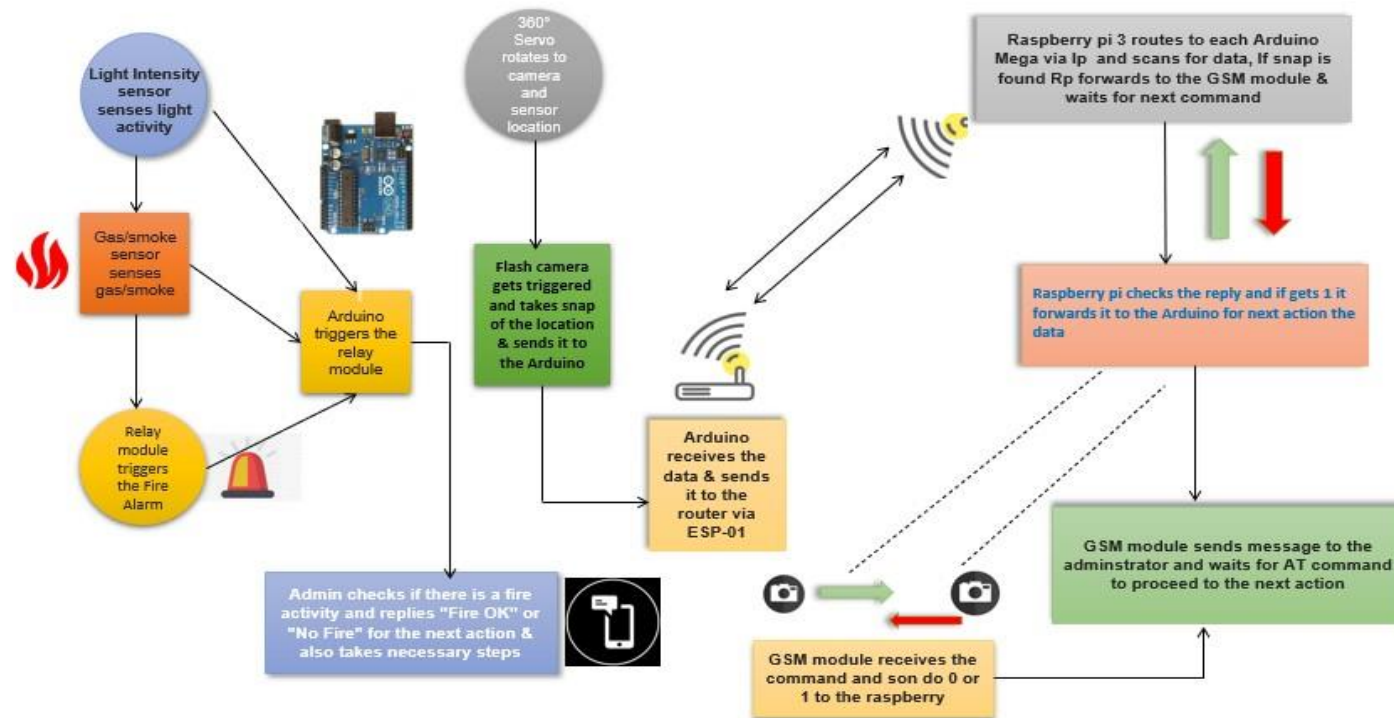 Light Intensity
sensor
senses light
activity
Gas/smoke
sensor
senses
gas/smoke
Relay
module
triggers
the Fire
Alarm
Arduino
triggers the
relay
module
Admin checks if there is a fire
activity and replies "Fire OK" or
"No Fire" for the next action &
also takes necessary steps
360°
Servo
rotates to
camera
and
sensor
location
Flash camera
gets triggered
and takes snap
of the location
& sends it to
the Arduino
Arduino
receives the
data & sends
it to the
router via
ESP-01
Raspberry pi 3 routes to each Arduino
Mega via Ip and scans for data, If snap is
found Rp forwards to the GSM module &
waits for next command
Raspberry pi checks the reply and if gets 1 it
forwards it to the Arduino for next action the
data
GSM module sends message to the
adminstrator and waits for AT command
to proceed to the next action
GSM module receives the
command and son do 0 or
1 to the raspberry